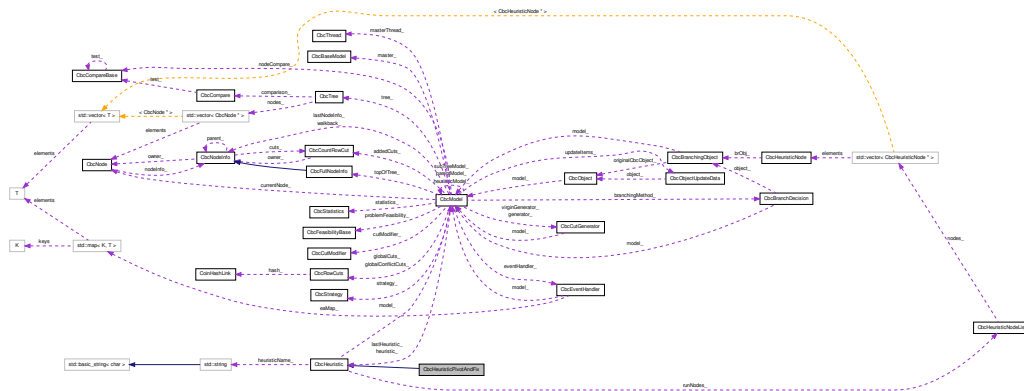 < CbcHeuristicNode * >
CbcThread
masterThread_
CbcBaseModel
master_
test_
nodeCompare_
CbcCompareBase
test_
CbcCompare
comparison_
CbcTree
tree_
nodes_
std::vector< T >
< CbcNode * >
std::vector< CbcNode * >
lastNodeInfo_
walkback_
elements
parent_
elements
CbcNode
owner_
nodeInfo_
CbcNodeInfo
cuts_
owner_
CbcCountRowCut
addedCuts_
CbcFullNodeInfo
topOfTree_
currentNode_
model_
updateItems_
originalCbcObject_
model_
CbcObject
object_
CbcBranchingObject
CbcObjectUpdateData
brObj_
CbcHeuristicNode
elements
std::vector< CbcHeuristicNode * >
object_
T
elements
CbcModel
branchingMethod_
CbcBranchDecision
statistics_
CbcStatistics
problemFeasibility_
CbcFeasibilityBase
virginGenerator_
generator_
CbcCutGenerator
model_
model_
K
keys
std::map< K, T >
cutModifier_
CbcCutModifier
globalCuts_
globalConflictCuts_
CoinHashLink
hash_
CbcRowCuts
strategy_
CbcStrategy
eventHandler_
model_
CbcEventHandler
eaMap_
model_
nodes_
CbcHeuristicNodeList
lastHeuristic_
heuristic_
std::basic_string< char >
std::string
heuristicName_
CbcHeuristic
CbcHeuristicPivotAndFix
runNodes_